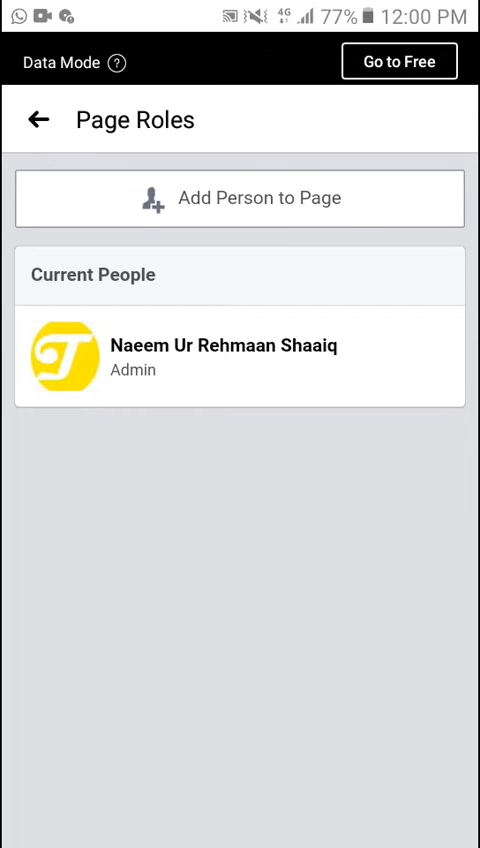 4G 77% 12:00 PM
Data Mode ? Go to Free
Page Roles
Add Person to Page
Current People
Naeem Ur Rehmaan Shaaiq
Admin